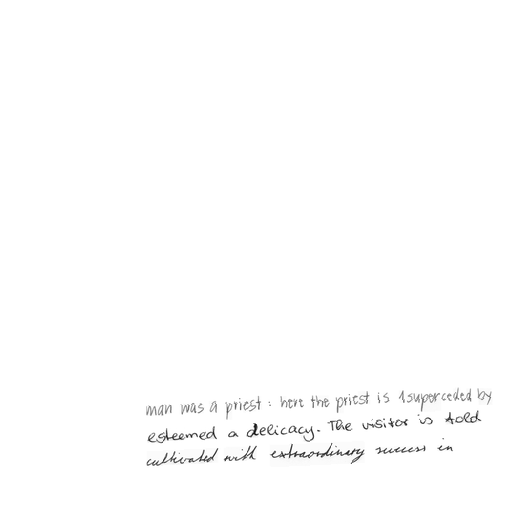 man was a priest : here the priest is superceded by
esteemed a delicacy. The visitor is told
cultivated with extraordinary success in